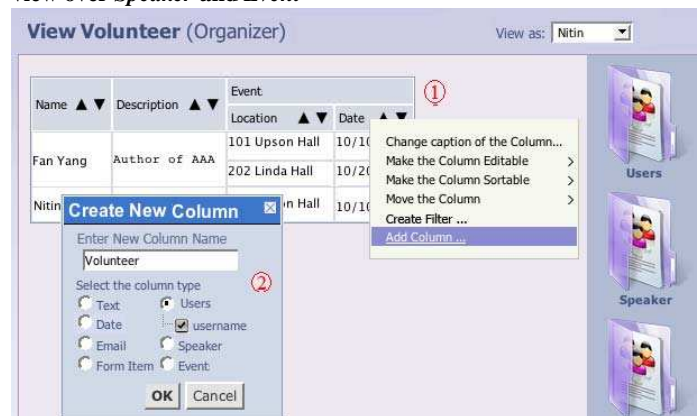 View over Speaker and Event
View Volunteer (Organizer)
View as: Nitin
Name ▲ ▼
Description ▲ ▼
Event
Location ▲ ▼
Date ▲ ▼
①
Fan Yang
Author of AAA
101 Upson Hall
10/10
202 Linda Hall
10/20
Nitin
n Hall
10/10
Change caption of the Column...
Make the Column Editable >
Make the Column Sortable >
Move the Column >
Create Filter ...
Add Column ...
Users
Speaker
Create New Column
Enter New Column Name
Volunteer
Select the column type
②
Text
Users
Date
username
Email
Speaker
Form Item
Event
OK
Cancel